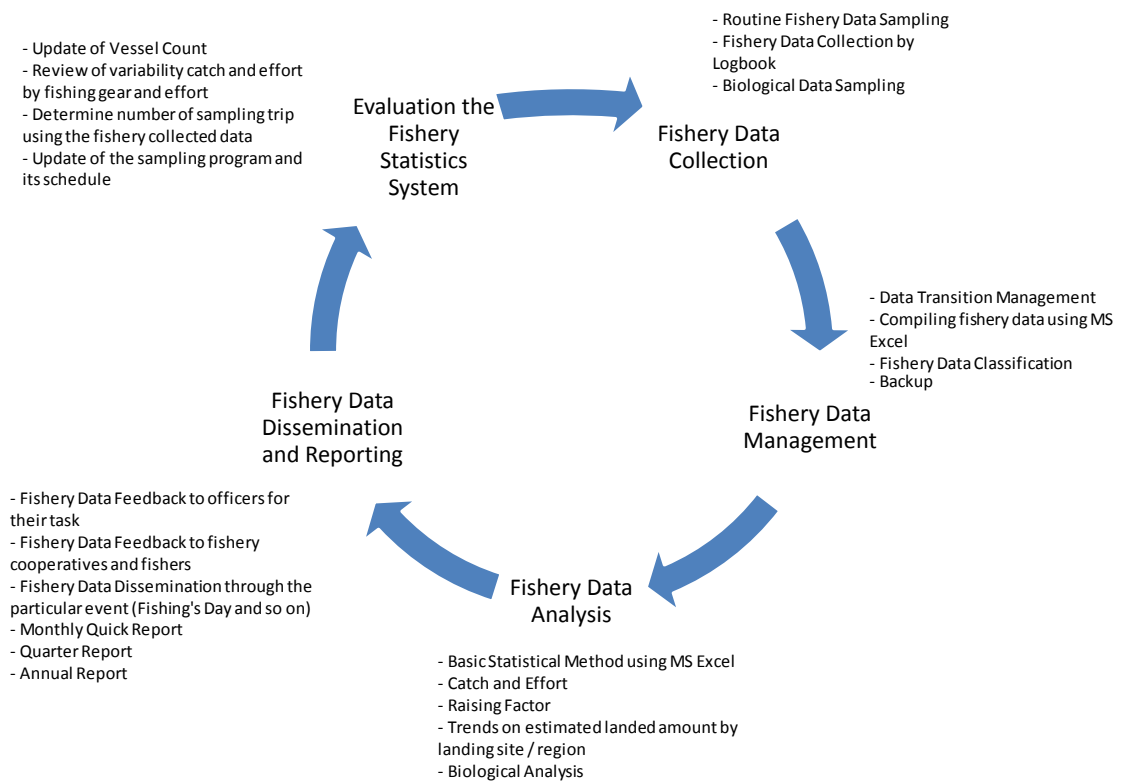 - Update of Vessel Count
- Review of variability catch and effort
by fishing gear and effort
- Determine number of sampling trip
using the fishery collected data
- Update of the sampling program and
its schedule
Evaluation the
Fishery
Statistics
System
- Routine Fishery Data Sampling
- Fishery Data Collection by
Logbook
- Biological Data Sampling
Fishery Data
Collection
- Data Transition Management
- Compiling fishery data using MS
Excel
- Fishery Data Classification
- Backup
Fishery Data
Management
Fishery Data
Analysis
- Basic Statistical Method using MS Excel
- Catch and Effort
- Raising Factor
- Trends on estimated landed amount by
landing site / region
- Biological Analysis
Fishery Data
Dissemination
and Reporting
- Fishery Data Feedback to officers for
their task
- Fishery Data Feedback to fishery
cooperatives and fishers
- Fishery Data Dissemination through the
particular event (Fishing's Day and so on)
- Monthly Quick Report
- Quarter Report
- Annual Report